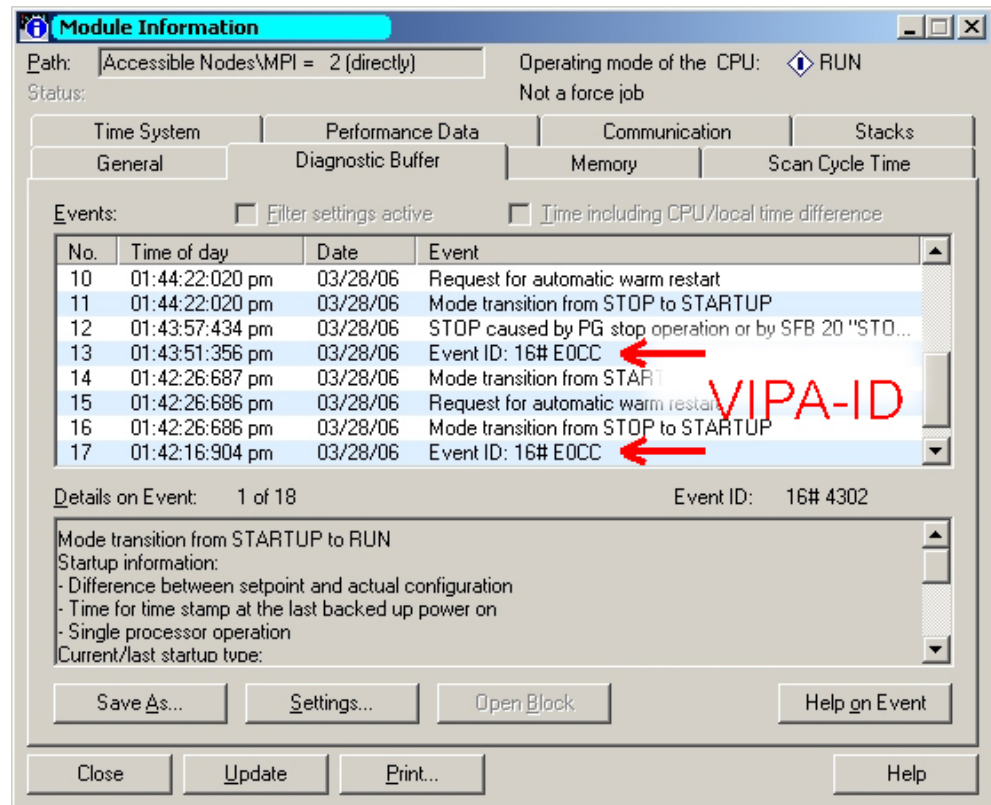 Module Information
Path: Accessible Nodes\MPI = 2 (directly) Operating mode of the CPU: RUN
Status: Not a force job
Time System Performance Data Communication Stacks
General Diagnostic Buffer Memory Scan Cycle Time
Events: Filter settings active Time including CPU/local time difference
No. Time of day Date Event
10 01:44:22:020 pm 03/28/06 Request for automatic warm restart
11 01:44:22:020 pm 03/28/06 Mode transition from STOP to STARTUP
12 01:43:57:434 pm 03/28/06 STOP caused by PG stop operation or by SFB 20 "STO...
13 01:43:51:356 pm 03/28/06 Event ID: 16# E0CC
14 01:42:26:687 pm 03/28/06 Mode transition from START
VIPA-ID
15 01:42:26:686 pm 03/28/06 Request for automatic warm restart
16 01:42:26:686 pm 03/28/06 Mode transition from STOP to STARTUP
17 01:42:16:904 pm 03/28/06 Event ID: 16# E0CC
Details on Event: 1 of 18 Event ID: 16# 4302
Mode transition from STARTUP to RUN
Startup information:
- Difference between setpoint and actual configuration
- Time for time stamp at the last backed up power on
- Single processor operation
Current/last startup type:
Save As... Settings... Open Block Help on Event
Close Update Print... Help